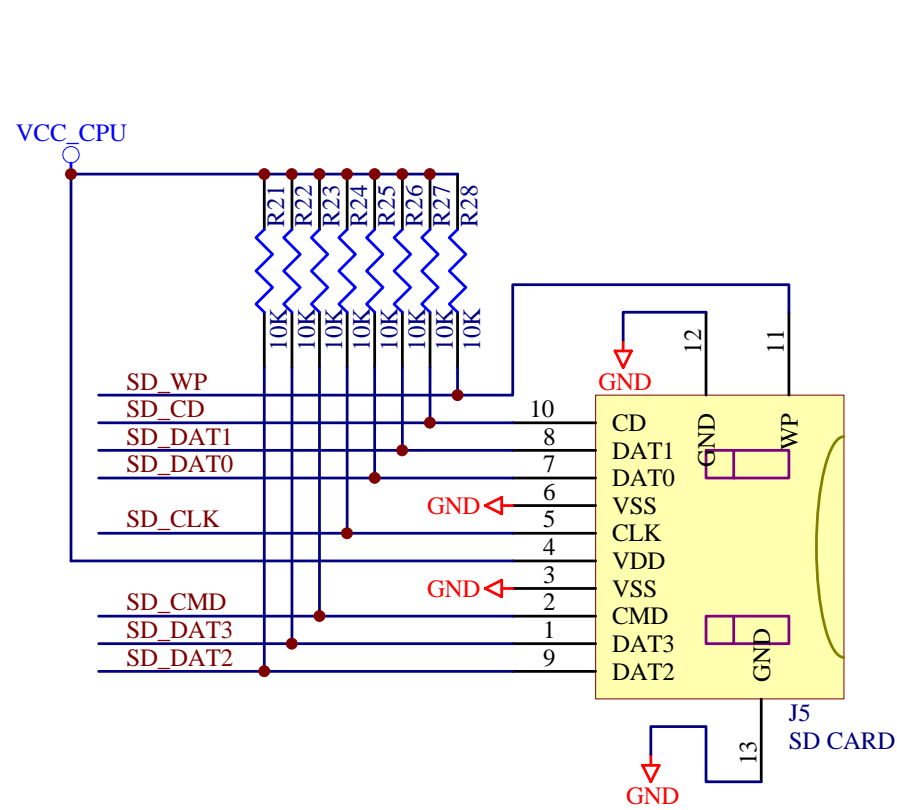 VCC_CPU
R21
R22
R23
R24
R25
R26
R27
R28
10K
10K
10K
10K
10K
10K
10K
10K
12
11
GND
SD_WP
SD_CD
10
CD
GND
WP
SD_DAT1
8
DAT1
SD_DAT0
7
DAT0
GND
6
VSS
SD_CLK
5
CLK
4
VDD
GND
3
VSS
SD_CMD
2
CMD
SD_DAT3
1
DAT3
GND
SD_DAT2
9
DAT2
J5
SD CARD
13
GND